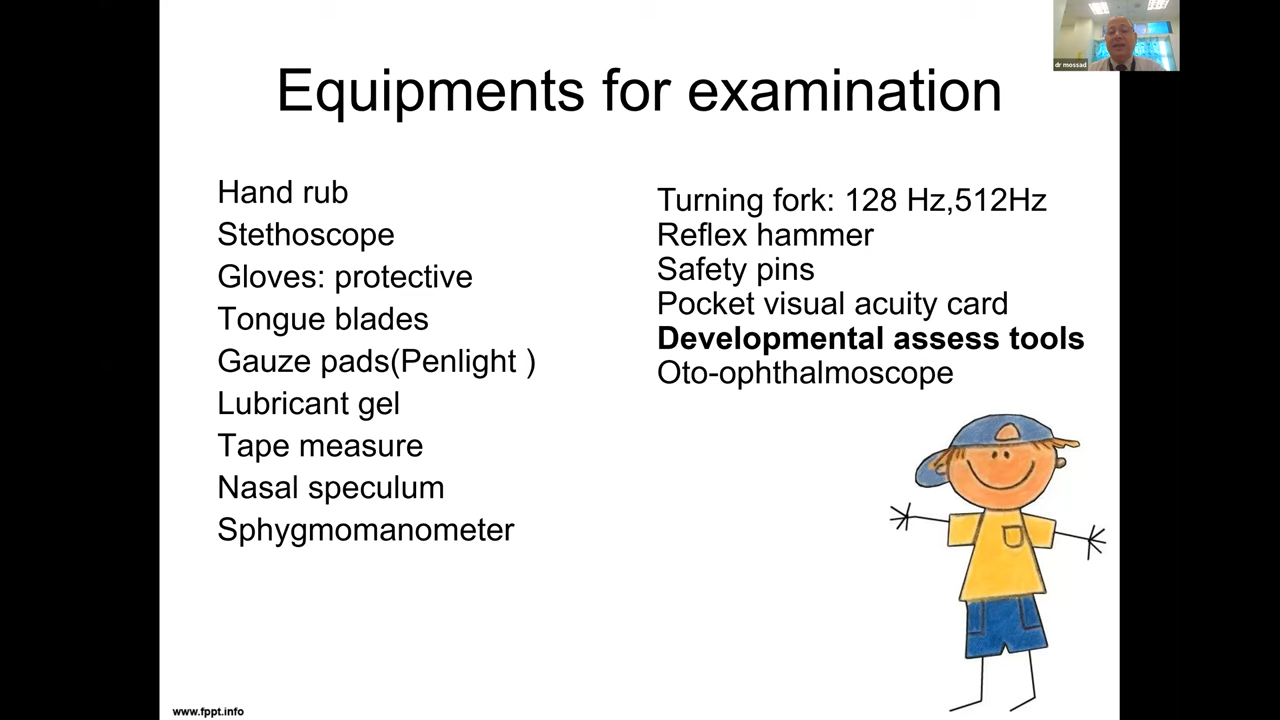 dr mossad
Equipments for examination
Hand rub
Stethoscope
Gloves: protective
Tongue blades
Gauze pads(Penlight )
Lubricant gel
Tape measure
Nasal speculum
Sphygmomanometer
Turning fork: 128 Hz,512Hz
Reflex hammer
Safety pins
Pocket visual acuity card
Developmental assess tools
Oto-ophthalmoscope
www.fppt.info